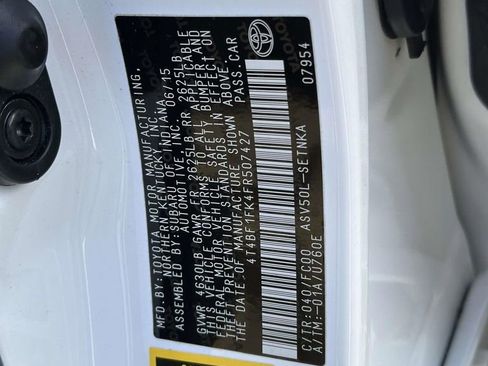 MFD. BY: TOYOTA MOTOR MANUFACTURING,
NORTHERN KENTUCKY, INC. 06/15
ASSEMBLED BY: SUBARU OF INDIANA
AUTOMOTIVE, INC.
GVWR 4630LB GAWR FR 2625LB RR 2625LB
THIS VEHICLE CONFORMS TO ALL APPLICABLE
FEDERAL MOTOR VEHICLE SAFETY BUMPER AND
THEFT PREVENTION STANDARDS IN EFFECT ON
THE DATE OF MANUFACTURE SHOWN ABOVE.
4T4BF1FK4FR507427 PASS.CAR
C/TR:040/FC00 ASV50L-SETNKA
A/TM:-01A/U760E 07954
TOYOTA